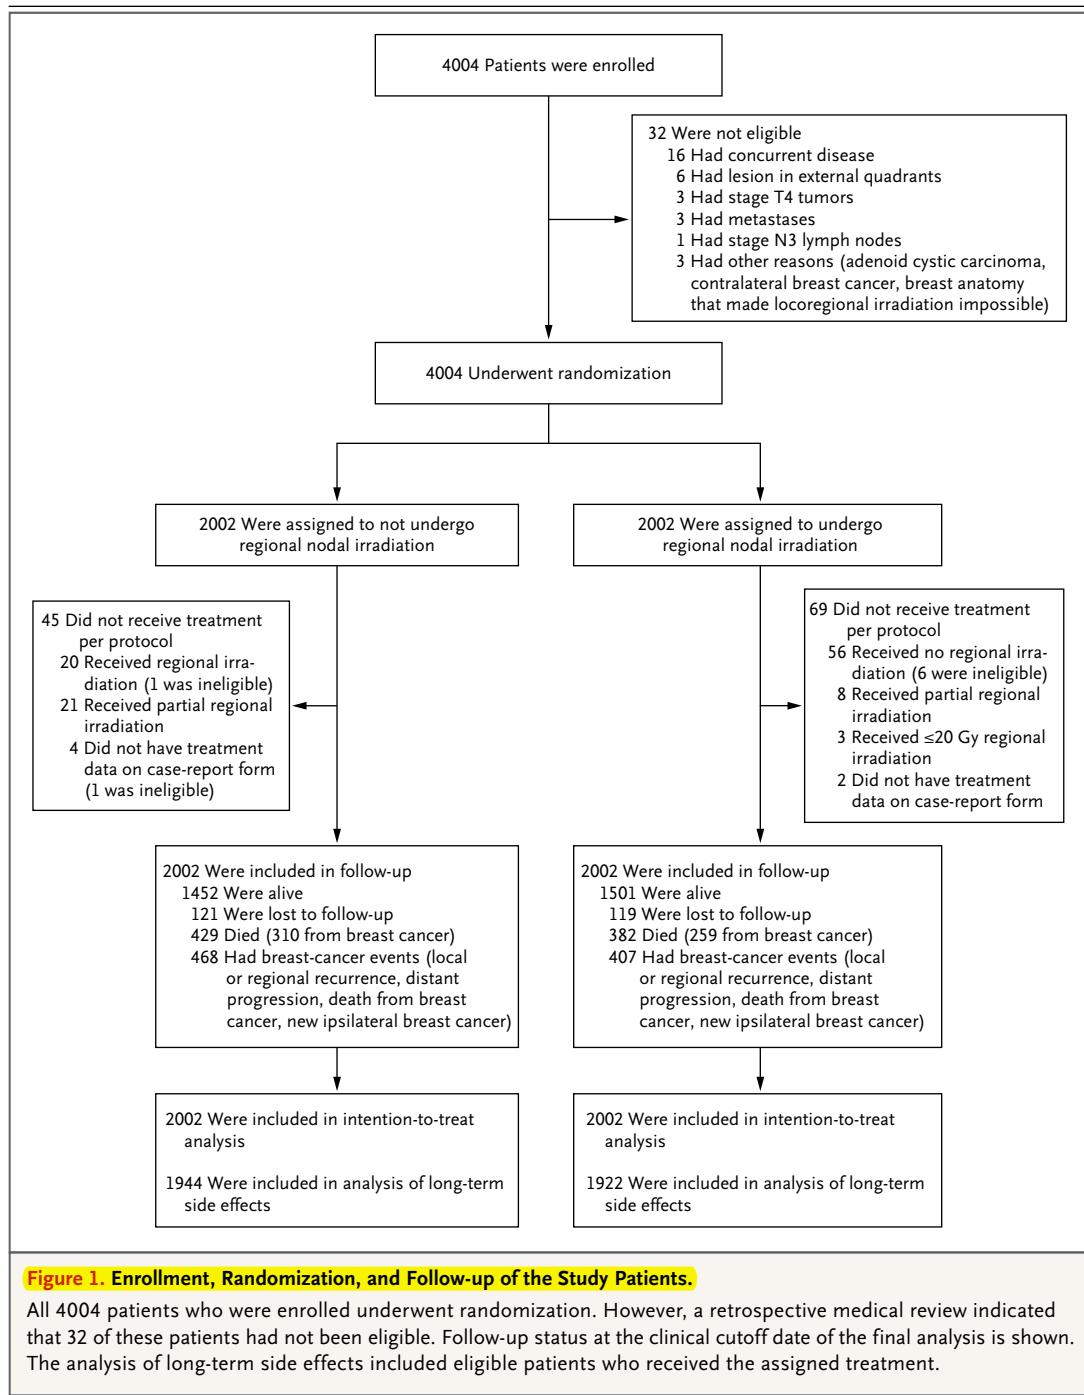 4004 Patients were enrolled
32 Were not eligible
16 Had concurrent disease
6 Had lesion in external quadrants
3 Had stage T4 tumors
3 Had metastases
1 Had stage N3 lymph nodes
3 Had other reasons (adenoid cystic carcinoma,
contralateral breast cancer, breast anatomy
that made locoregional irradiation impossible)
4004 Underwent randomization
2002 Were assigned to not undergo
regional nodal irradiation
2002 Were assigned to undergo
regional nodal irradiation
45 Did not receive treatment
per protocol
20 Received regional irra-
diation (1 was ineligible)
21 Received partial regional
irradiation
4 Did not have treatment
data on case-report form
(1 was ineligible)
69 Did not receive treatment
per protocol
56 Received no regional irra-
diation (6 were ineligible)
8 Received partial regional
irradiation
3 Received ≤20 Gy regional
irradiation
2 Did not have treatment
data on case-report form
2002 Were included in follow-up
1452 Were alive
121 Were lost to follow-up
429 Died (310 from breast cancer)
468 Had breast-cancer events (local
or regional recurrence, distant
progression, death from breast
cancer, new ipsilateral breast cancer)
2002 Were included in follow-up
1501 Were alive
119 Were lost to follow-up
382 Died (259 from breast cancer)
407 Had breast-cancer events (local
or regional recurrence, distant
progression, death from breast
cancer, new ipsilateral breast cancer)
2002 Were included in intention-to-treat
analysis
1944 Were included in analysis of long-term
side effects
2002 Were included in intention-to-treat
analysis
1922 Were included in analysis of long-term
side effects
Figure 1. Enrollment, Randomization, and Follow-up of the Study Patients.
All 4004 patients who were enrolled underwent randomization. However, a retrospective medical review indicated
that 32 of these patients had not been eligible. Follow-up status at the clinical cutoff date of the final analysis is shown.
The analysis of long-term side effects included eligible patients who received the assigned treatment.